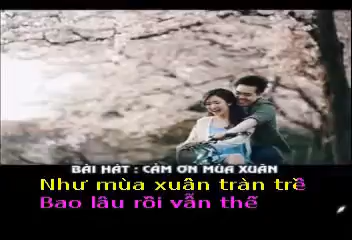 BÀI HÁT : CẢM ƠN MÙA XUÂN
Như mùa xuân tràn trề
Bao lâu rồi vẫn thế